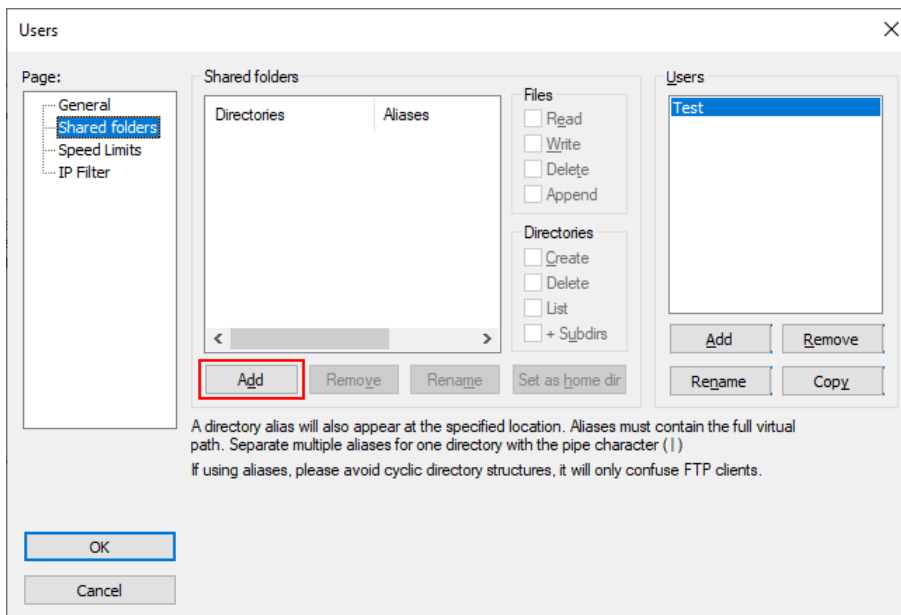 Users
Page:
General
Shared folders
Speed Limits
IP Filter
OK
Cancel
Shared folders
Directories
Aliases
Add
Remove
Rename
Set as home dir
Files
Read
Write
Delete
Append
Directories
Create
Delete
List
+ Subdirs
A directory alias will also appear at the specified location. Aliases must contain the full virtual
path. Separate multiple aliases for one directory with the pipe character (|)
If using aliases, please avoid cyclic directory structures, it will only confuse FTP clients.
Users
Test
Add
Remove
Rename
Copy